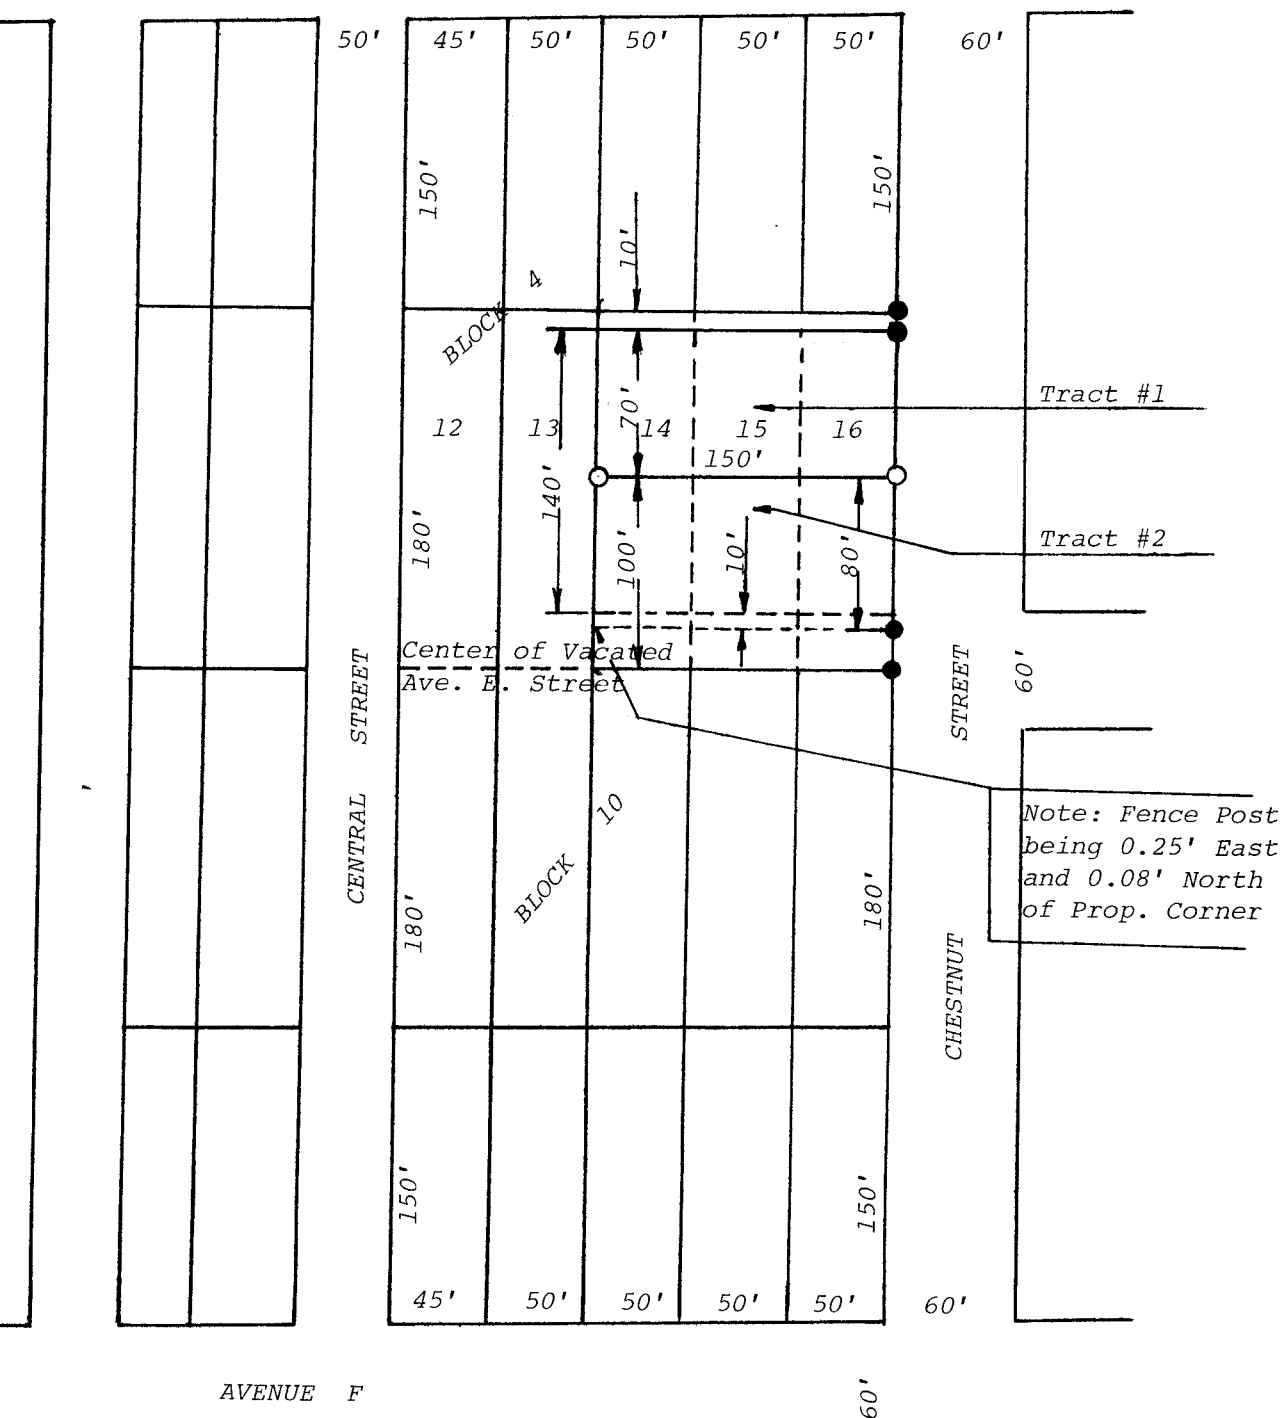 50' 45' 50' 50' 50' 50' 60'
150' 150'
10'
BLOCK 4
Tract #1
12 13 14 15 16
70'
150'
140'
180' 100' 10' 80'
Tract #2
Center of Vacated
Ave. E. Street
CENTRAL STREET
CHESTNUT STREET
60'
Note: Fence Post
being 0.25' East
and 0.08' North
of Prop. Corner
BLOCK 10
180' 180'
150' 150'
45' 50' 50' 50' 50' 60'
AVENUE F
60'